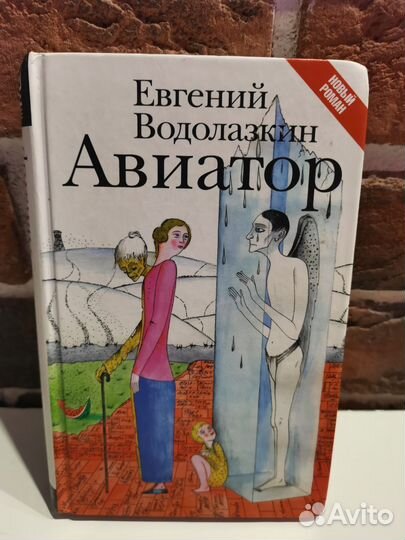 НОВЫЙ
РОМАН
Евгений
Водолазкин
Авиатор
Avito